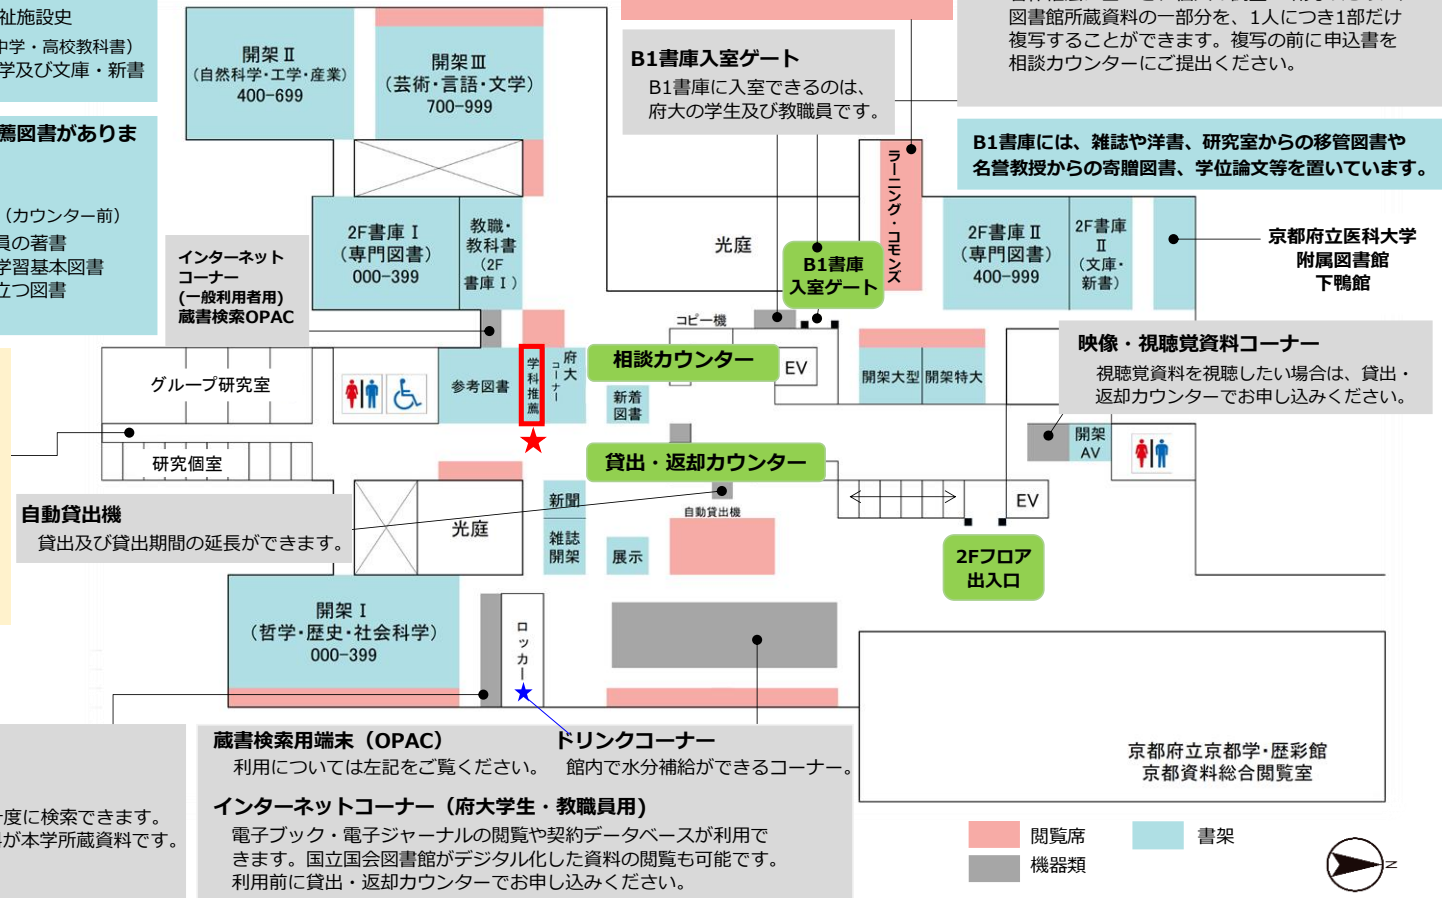 祉施設史
中学・高校教科書）
学及び文庫・新書
薦図書がありま
（カウンター前）
員の著書
学習基本図書
立つ図書
開架Ⅱ
（自然科学・工学・産業）
400-699
開架Ⅲ
（芸術・言語・文学）
700-999
B1書庫入室ゲート
B1書庫に入室できるのは、
府大の学生及び教職員です。
図書館所蔵資料の一部分を、1人につき1部だけ
複写することができます。複写の前に申込書を
相談カウンターにご提出ください。
B1書庫には、雑誌や洋書、研究室からの移管図書や
名誉教授からの寄贈図書、学位論文等を置いています。
ラーニング・コモンズ
2F書庫Ⅰ
（専門図書）
000-399
教職・
教科書
（2F
書庫Ⅰ）
光庭
B1書庫
入室ゲート
2F書庫Ⅱ
（専門図書）
400-999
2F書庫
Ⅱ
（文庫・
新書）
京都府立医科大学
附属図書館
下鴨館
インターネット
コーナー
(一般利用者用)
蔵書検索OPAC
コピー機
相談カウンター
EV
開架大型
開架特大
映像・視聴覚資料コーナー
視聴覚資料を視聴したい場合は、貸出・
返却カウンターでお申し込みください。
グループ研究室
参考図書
学科推薦
府大
コーナー
新着
図書
研究個室
貸出・返却カウンター
開架
AV
自動貸出機
貸出及び貸出期間の延長ができます。
光庭
新聞
雑誌
開架
展示
自動貸出機
EV
2Fフロア
出入口
開架Ⅰ
（哲学・歴史・社会科学）
000-399
ロッカー
度に検索できます。
が本学所蔵資料です。
蔵書検索用端末（OPAC）
利用については左記をご覧ください。
ドリンクコーナー
館内で水分補給ができるコーナー。
インターネットコーナー（府大学生・教職員用)
電子ブック・電子ジャーナルの閲覧や契約データベースが利用で
きます。国立国会図書館がデジタル化した資料の閲覧も可能です。
利用前に貸出・返却カウンターでお申し込みください。
京都府立京都学・歴彩館
京都資料総合閲覧室
閲覧席
書架
機器類
N